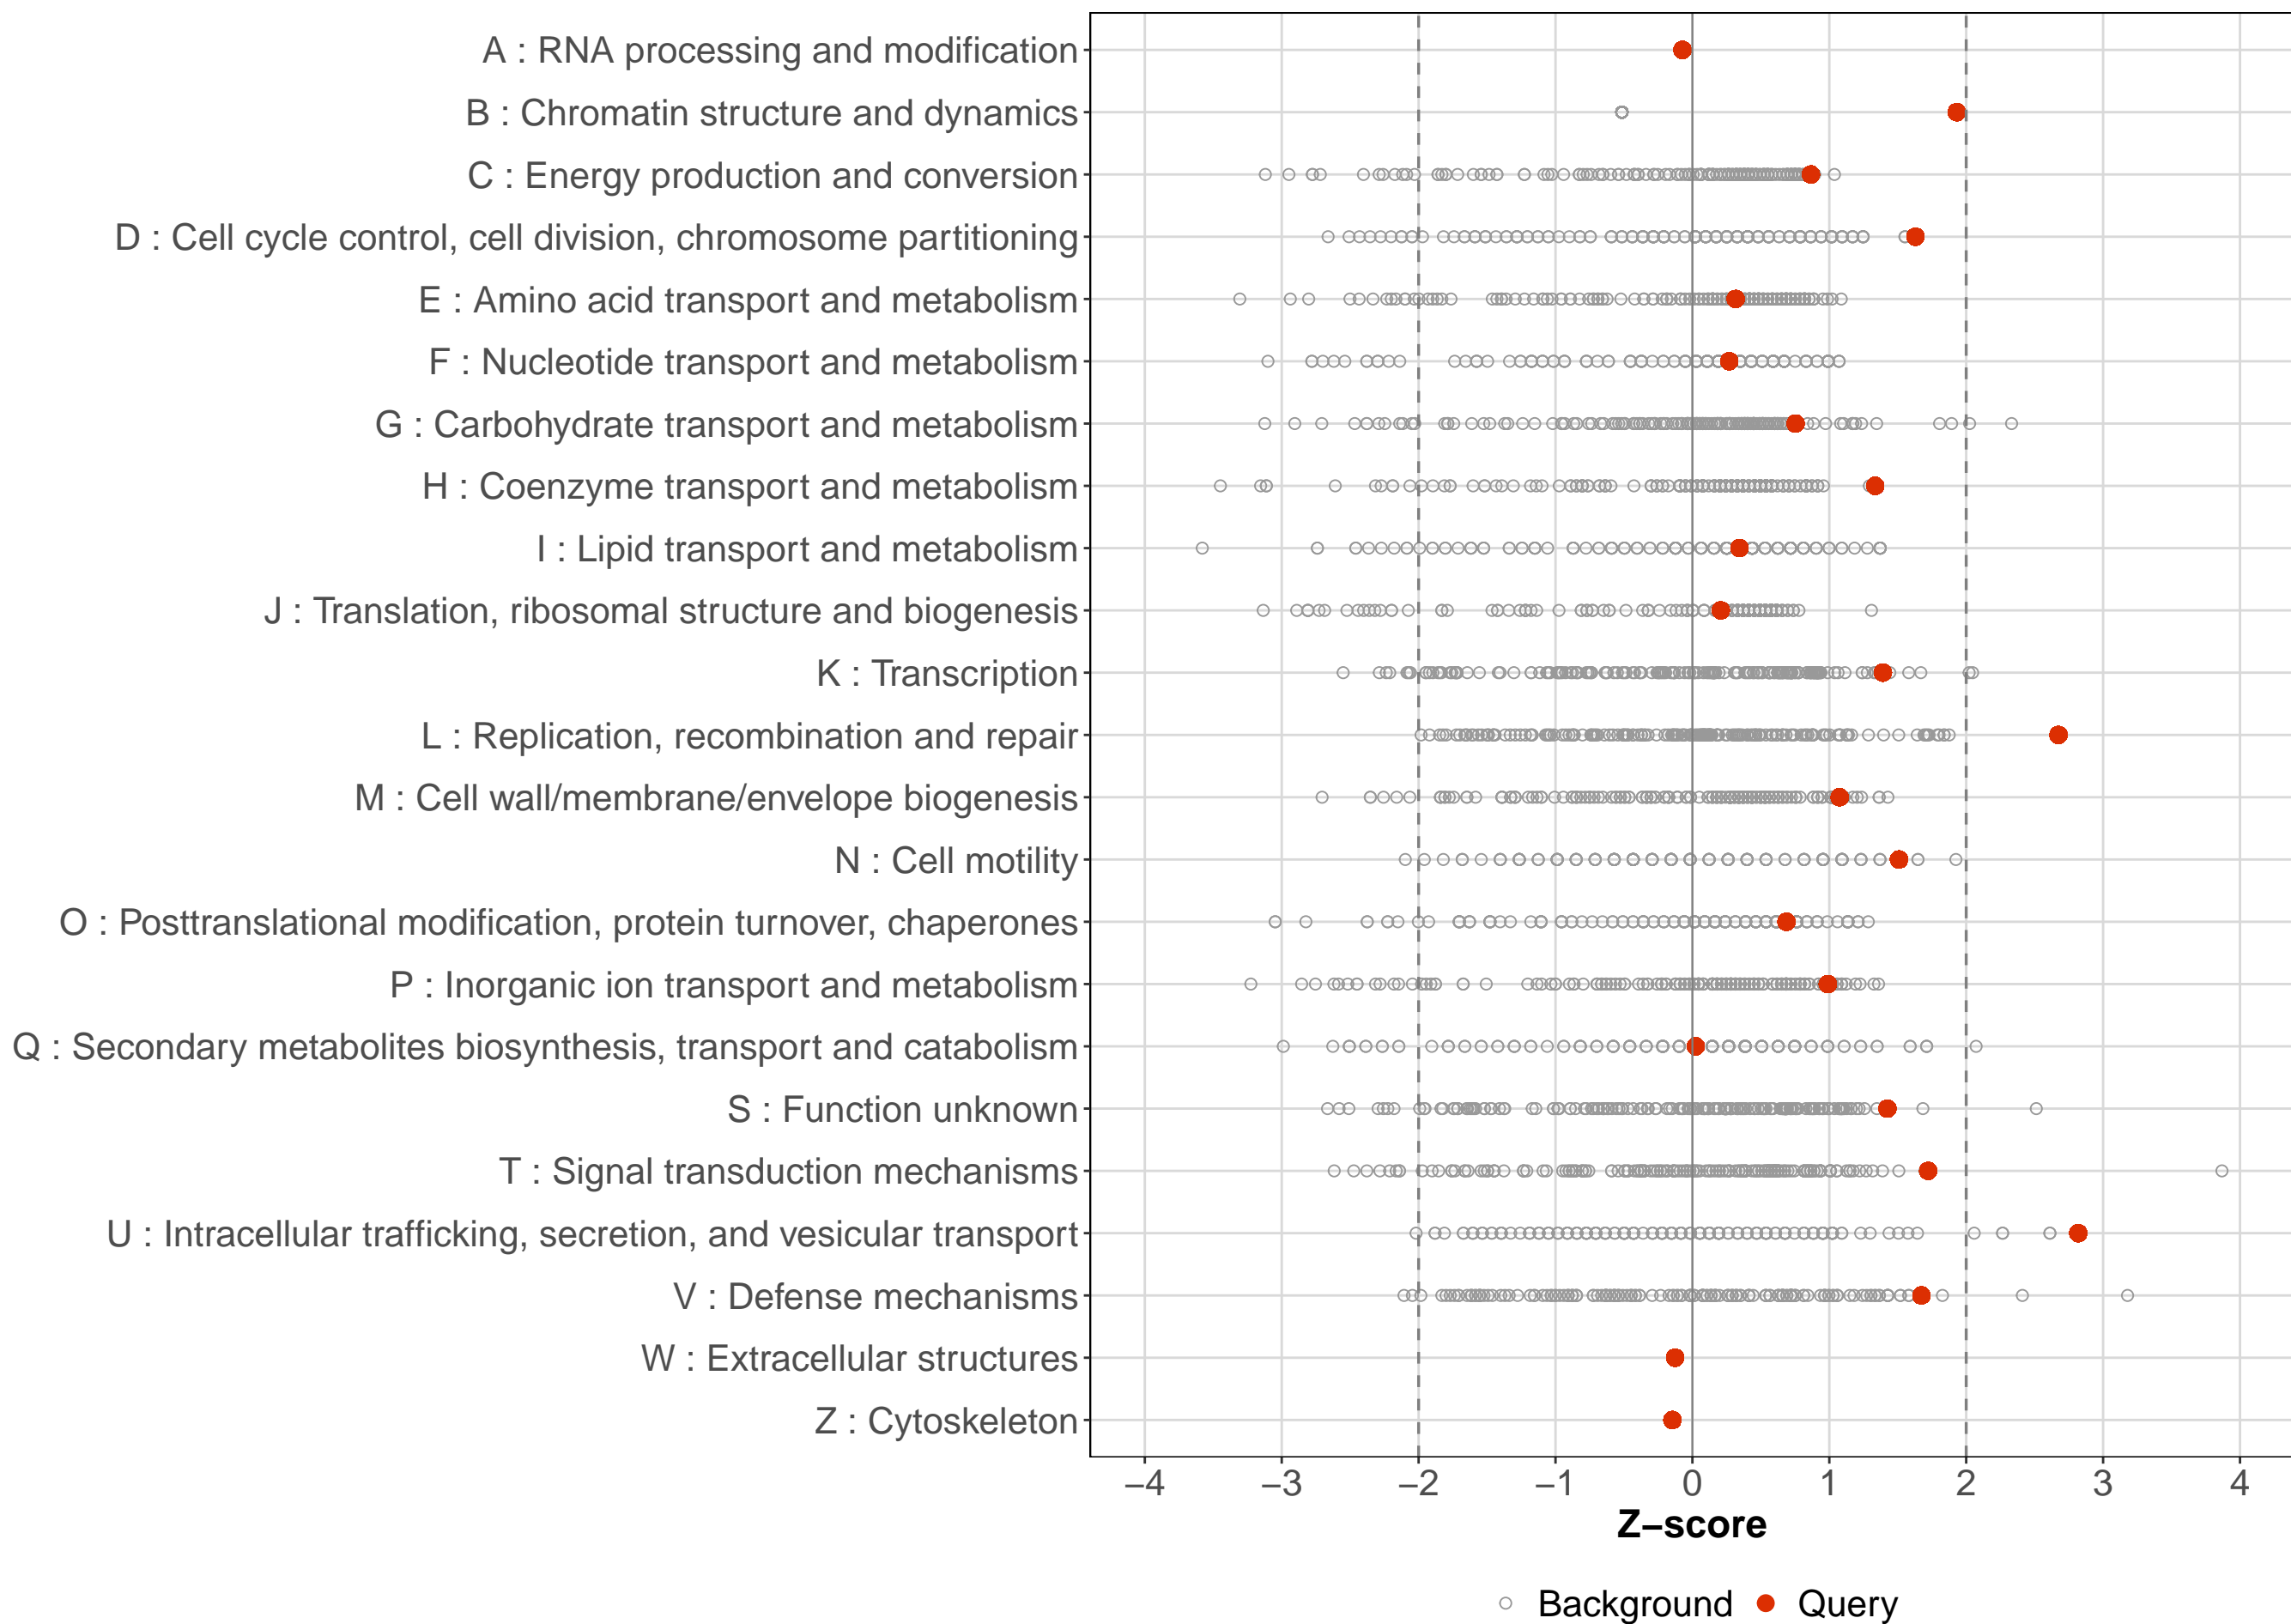 A : RNA processing and modification
B : Chromatin structure and dynamics
C : Energy production and conversion
D : Cell cycle control, cell division, chromosome partitioning
E : Amino acid transport and metabolism
F : Nucleotide transport and metabolism
G : Carbohydrate transport and metabolism
H : Coenzyme transport and metabolism
I : Lipid transport and metabolism
J : Translation, ribosomal structure and biogenesis
K : Transcription
L : Replication, recombination and repair
M : Cell wall/membrane/envelope biogenesis
N : Cell motility
O : Posttranslational modification, protein turnover, chaperones
P : Inorganic ion transport and metabolism
Q : Secondary metabolites biosynthesis, transport and catabolism
S : Function unknown
T : Signal transduction mechanisms
U : Intracellular trafficking, secretion, and vesicular transport
V : Defense mechanisms
W : Extracellular structures
Z : Cytoskeleton
−4 −3 −2 −1 0 1 2 3 4
Z−score
Background Query